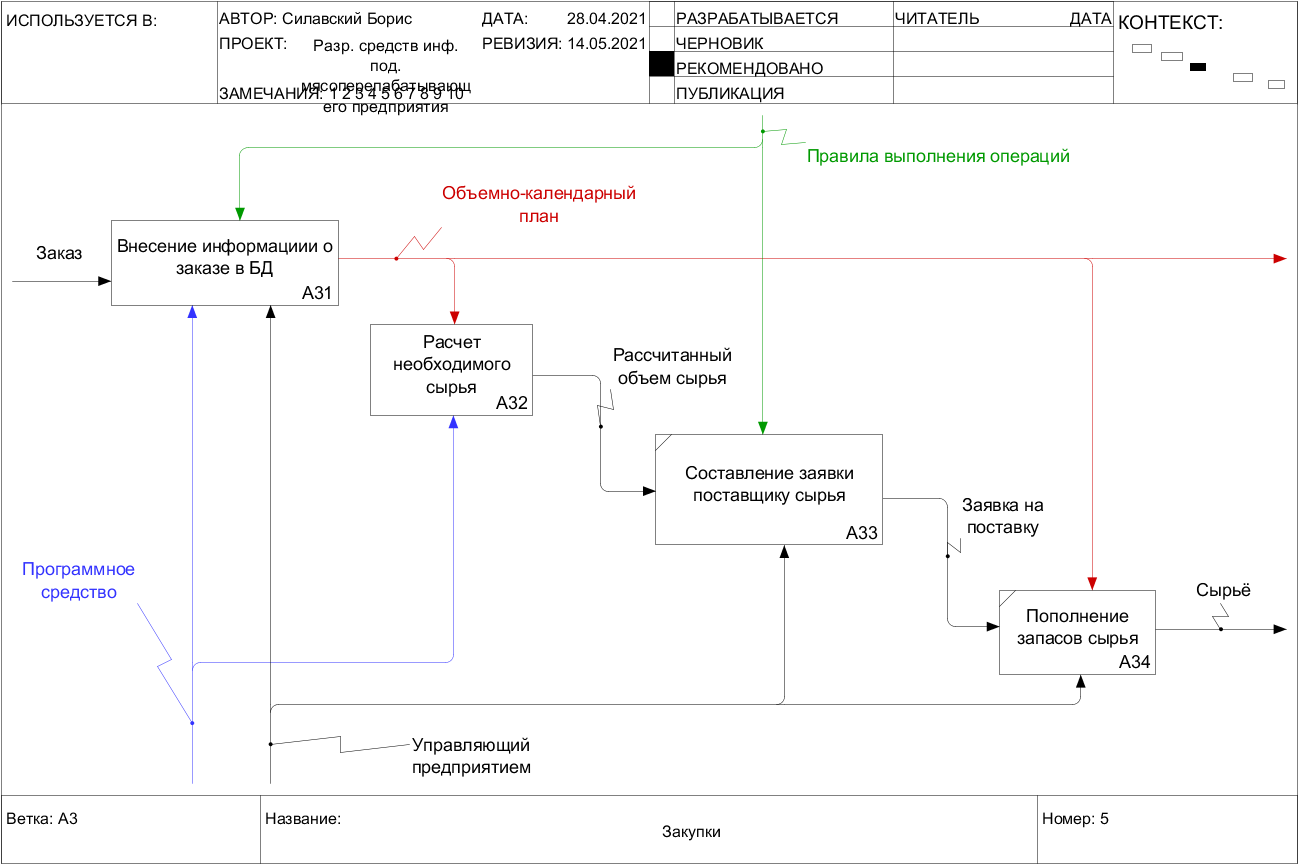 ИСПОЛЬЗУЕТСЯ В:
АВТОР: Силавский Борис
ДАТА: 28.04.2021
ПРОЕКТ: Разр. средств инф.
под.
мясоперелабатывающ
его предприятия
РЕВИЗИЯ: 14.05.2021
ЗАМЕЧАНИЯ: 1 2 3 4 5 6 7 8 9 10
РАЗРАБАТЫВАЕТСЯ
ЧЕРНОВИК
РЕКОМЕНДОВАНО
ПУБЛИКАЦИЯ
ЧИТАТЕЛЬ ДАТА
КОНТЕКСТ:
Правила выполнения операций
Объемно-календарный
план
Заказ
Внесение информациии о
заказе в БД
A31
Расчет
необходимого
сырья
A32
Рассчитанный
объем сырья
Составление заявки
поставщику сырья
A33
Заявка на
поставку
Программное
средство
Пополнение
запасов сырья
A34
Сырьё
Управляющий
предприятием
Ветка: A3
Название:
Закупки
Номер: 5